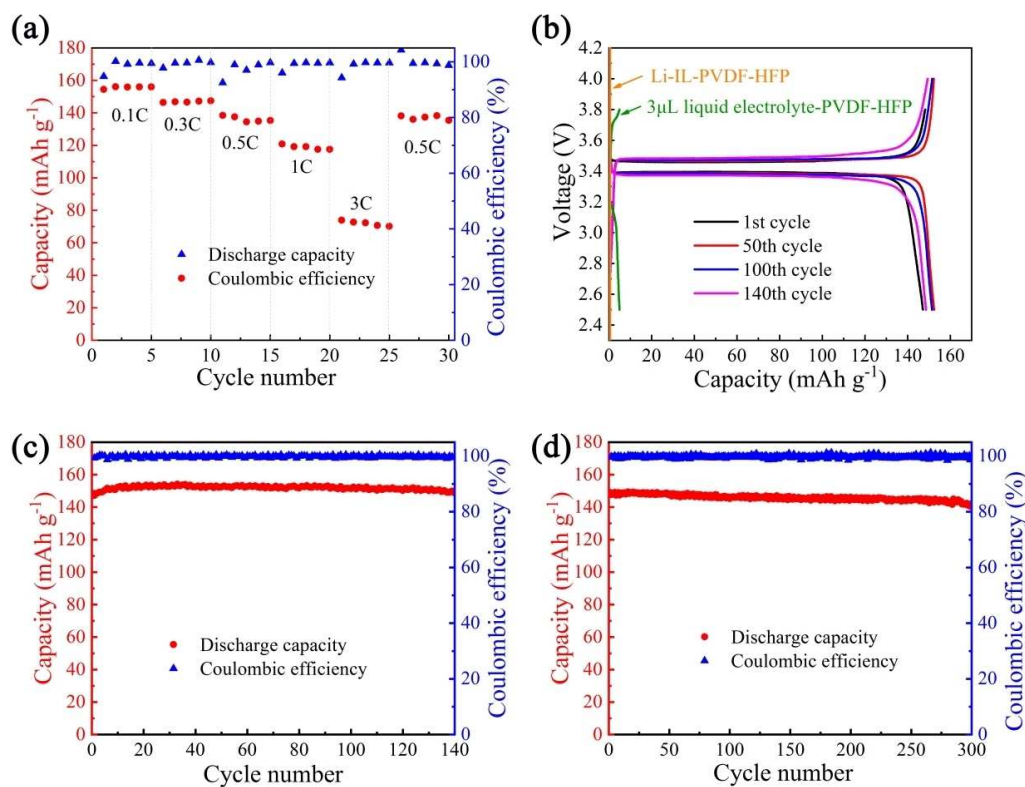 (a)
180
160
140
120
100
80
60
40
20
0
Capacity (mAh g-1)
0.1C
0.3C
0.5C
1C
3C
0.5C
Discharge capacity
Coulombic efficiency
0 5 10 15 20 25 30
Cycle number
100
80
60
40
20
0
Coulombic efficiency (%)
(b)
4.2
4.0
3.8
3.6
3.4
3.2
3.0
2.8
2.6
2.4
Voltage (V)
Li-IL-PVDF-HFP
3μL liquid electrolyte-PVDF-HFP
1st cycle
50th cycle
100th cycle
140th cycle
0 20 40 60 80 100 120 140 160
Capacity (mAh g-1)
(c)
180
160
140
120
100
80
60
40
20
0
Capacity (mAh g-1)
Discharge capacity
Coulombic efficiency
0 20 40 60 80 100 120 140
Cycle number
100
80
60
40
20
0
Coulombic efficiency (%)
(d)
180
160
140
120
100
80
60
40
20
0
Capacity (mAh g-1)
Discharge capacity
Coulombic efficiency
0 50 100 150 200 250 300
Cycle number
100
80
60
40
20
0
Coulombic efficiency (%)